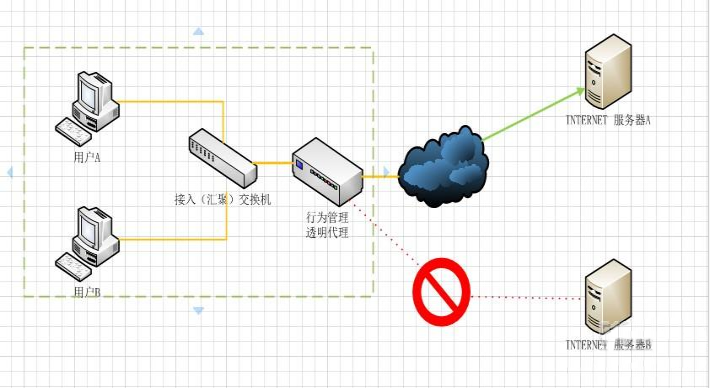 INTERNET 服务器A
用户A
接入（汇聚）交换机
行为管理
透明代理
用户B
INTERNET 服务器B